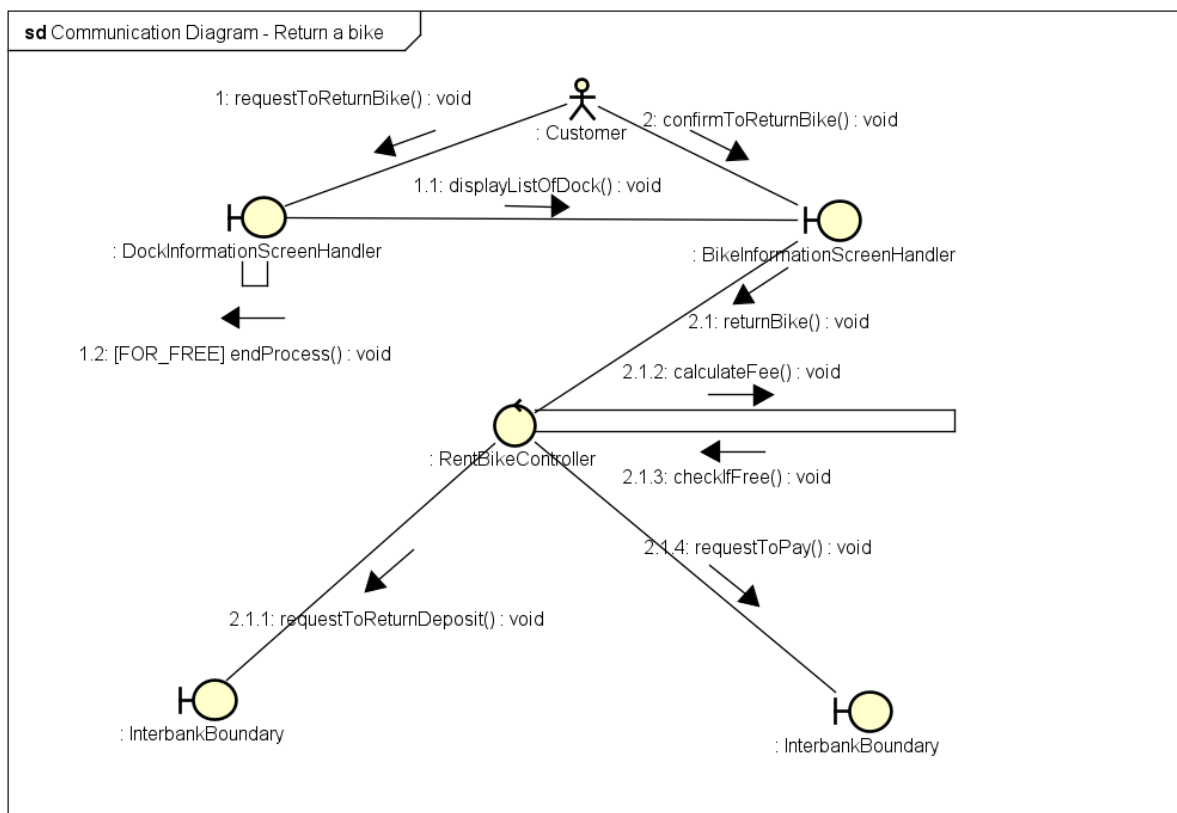 sd Communication Diagram - Return a bike
1: requestToReturnBike() : void
2: confirmToReturnBike() : void
: Customer
1.1: displayListOfDock() : void
: DockInformationScreenHandler
: BikeInformationScreenHandler
2.1: returnBike() : void
1.2: [FOR_FREE] endProcess() : void
2.1.2: calculateFee() : void
: RentBikeController
2.1.3: checkIfFree() : void
2.1.4: requestToPay() : void
2.1.1: requestToReturnDeposit() : void
: InterbankBoundary
: InterbankBoundary